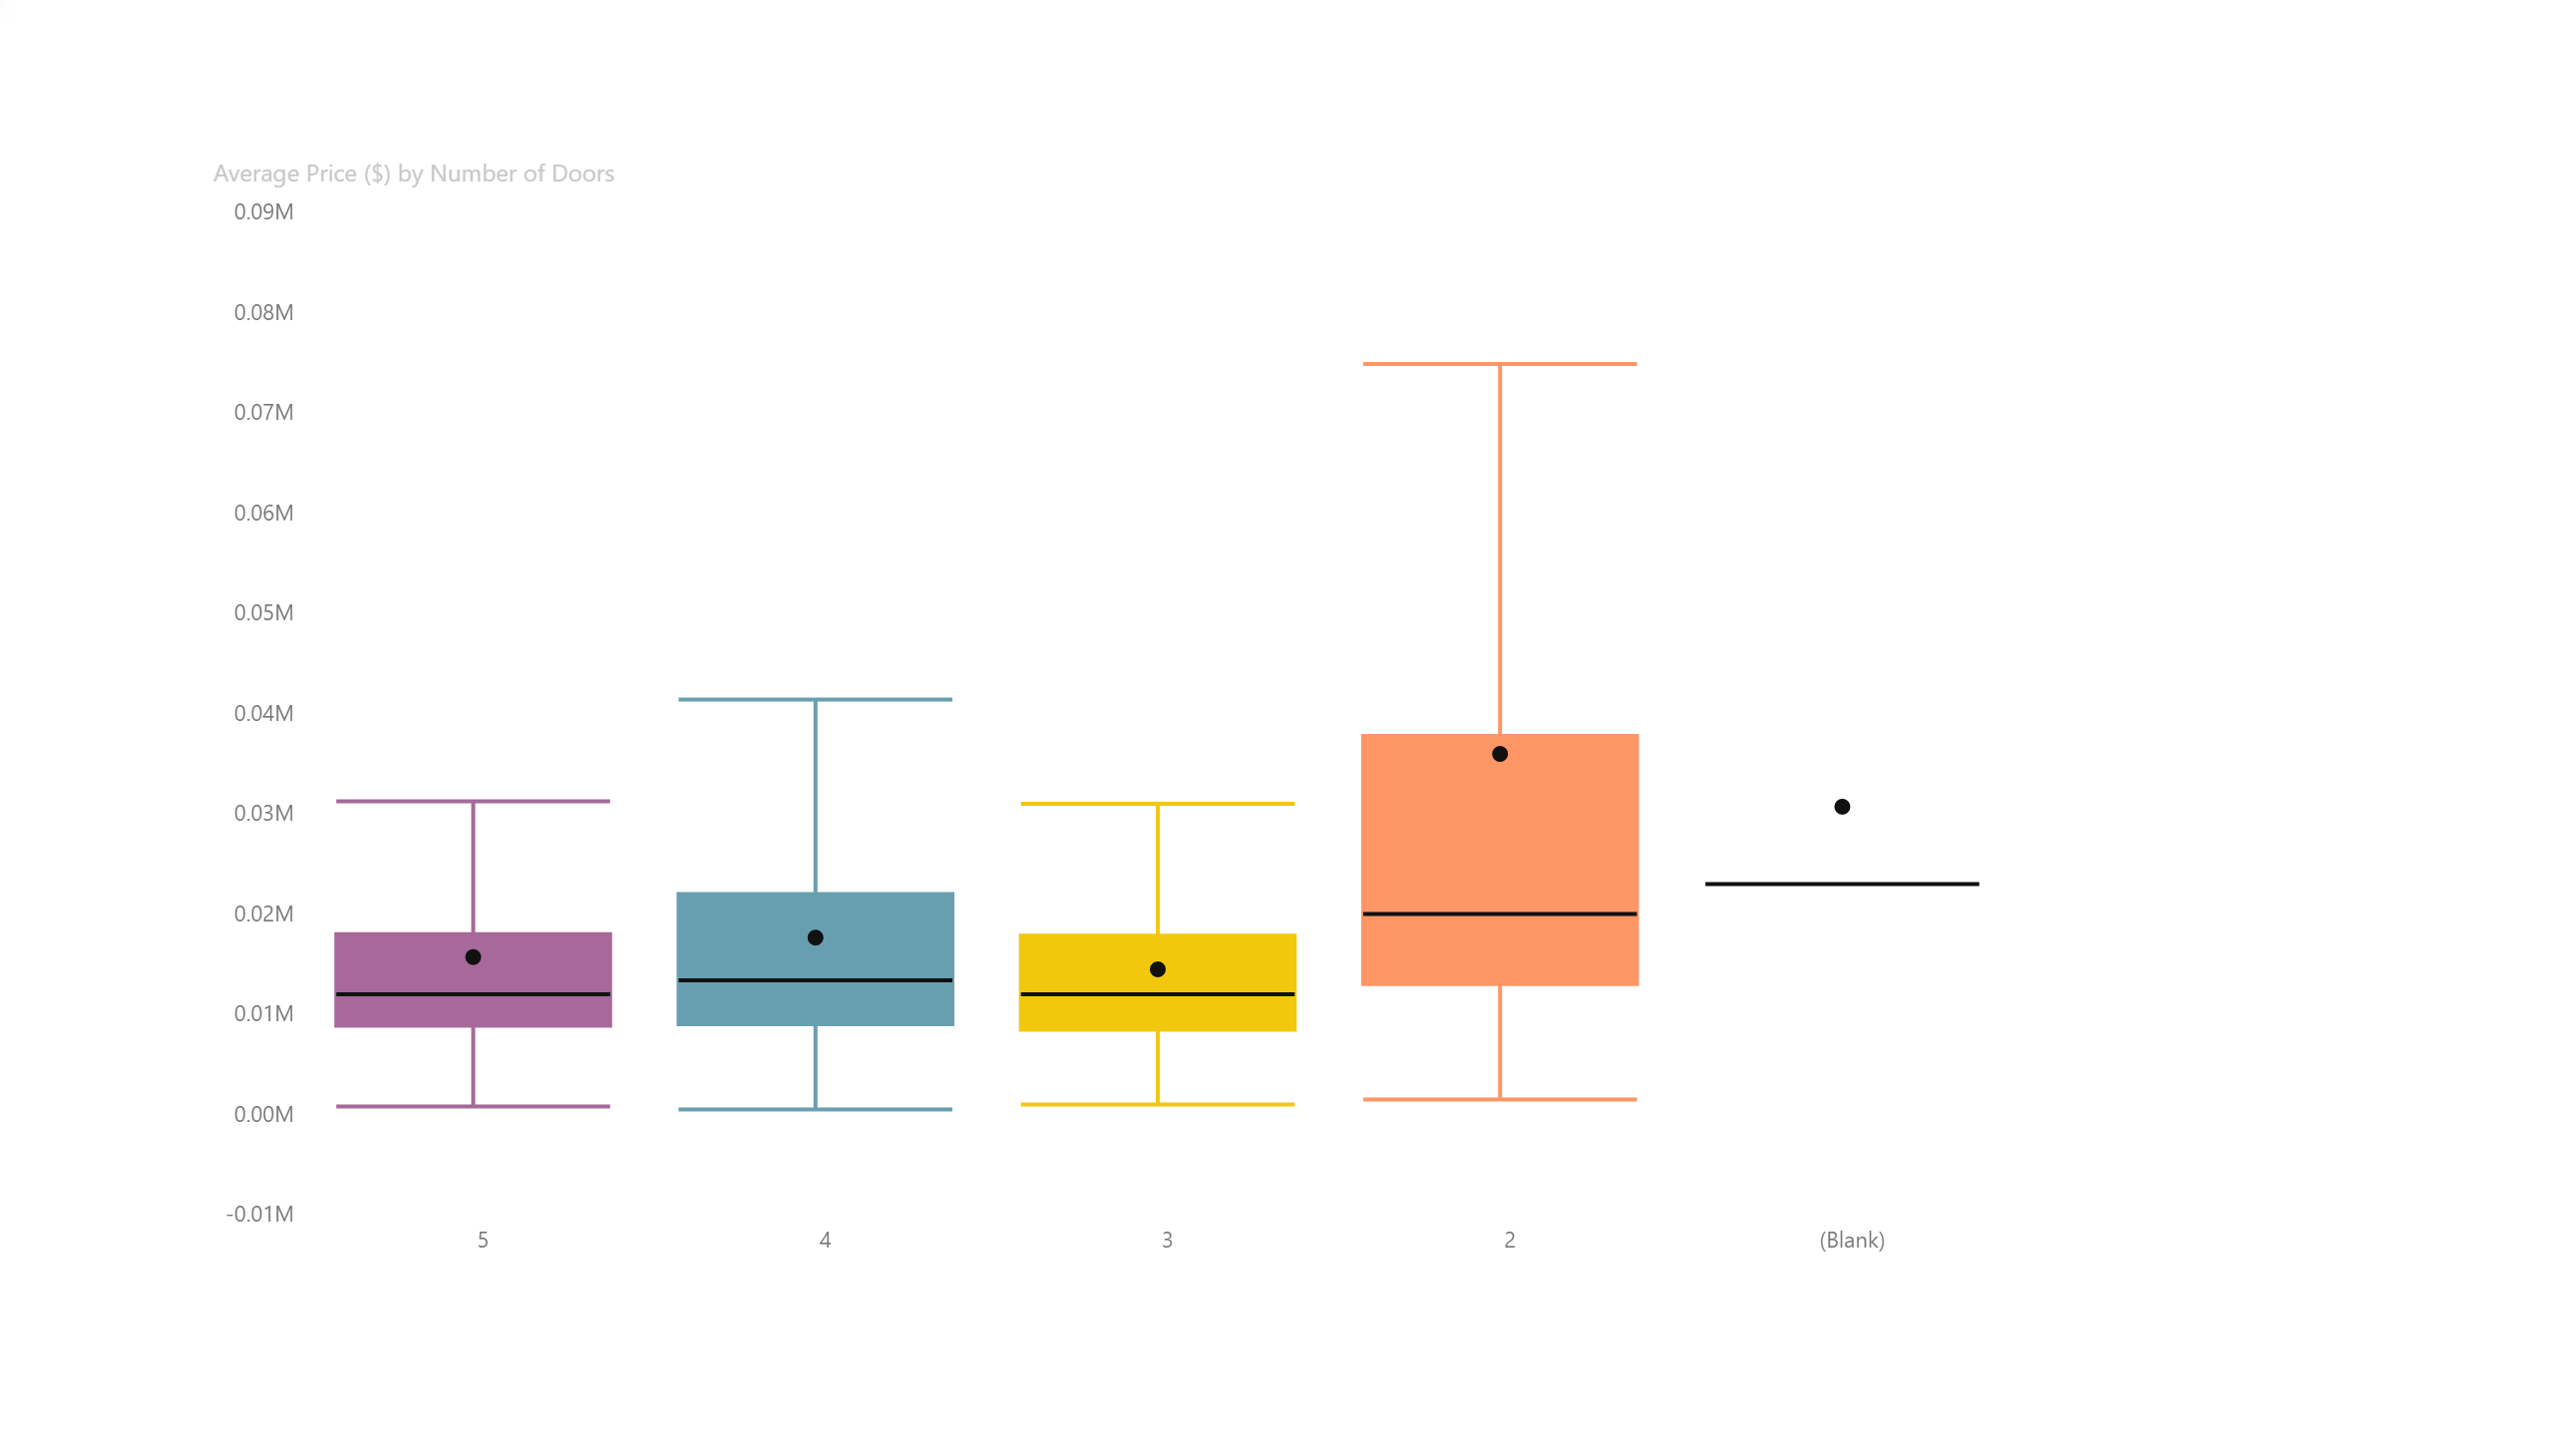 Average Price ($) by Number of Doors
0.09M
0.08M
0.07M
0.06M
0.05M
0.04M
0.03M
0.02M
0.01M
0.00M
-0.01M
5 4 3 2 (Blank)